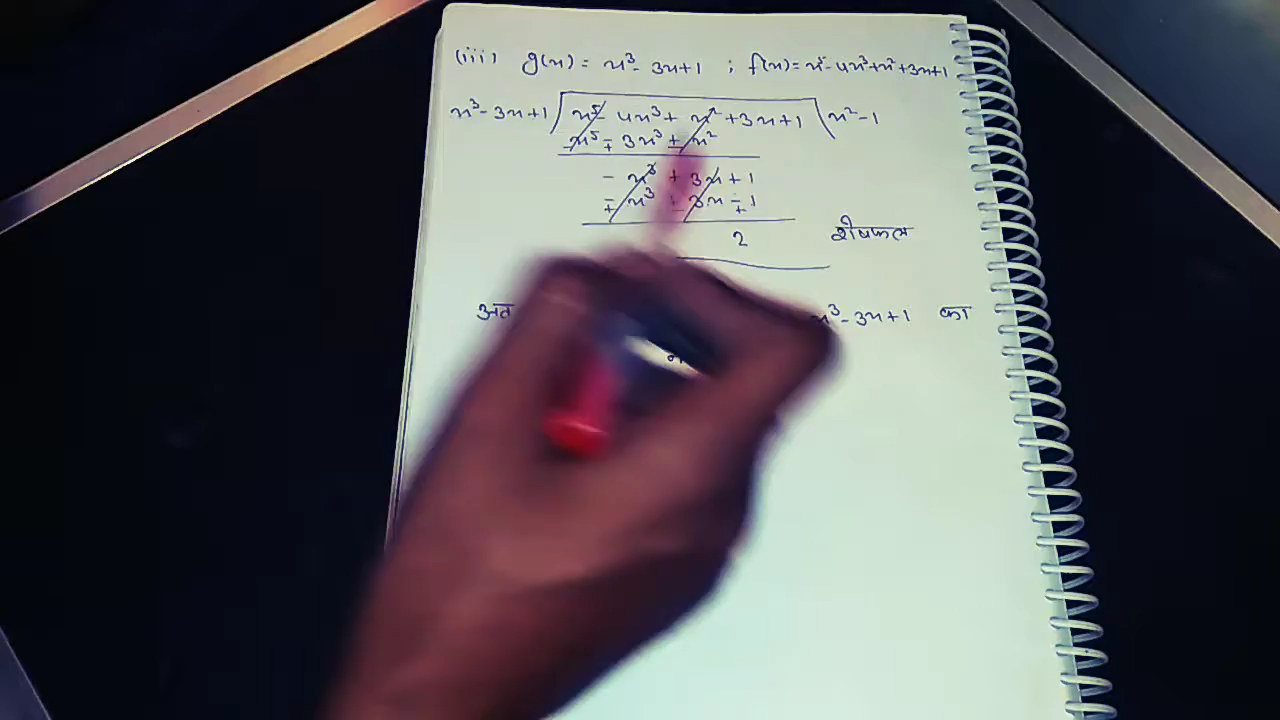 (iii) g(x) = x³ - 3x+1 ; f(x) = x⁵ - 4x³ + x² + 3x + 1
x³ - 3x+1 ) x⁵ - 4x³ + x² + 3x + 1 ( x² - 1
x⁵ ∓ 3x³ ± x²
- x³ + 3x + 1
∓ x³ ± 3x ∓ 1
2 शेषफल
x³ - 3x+1 का